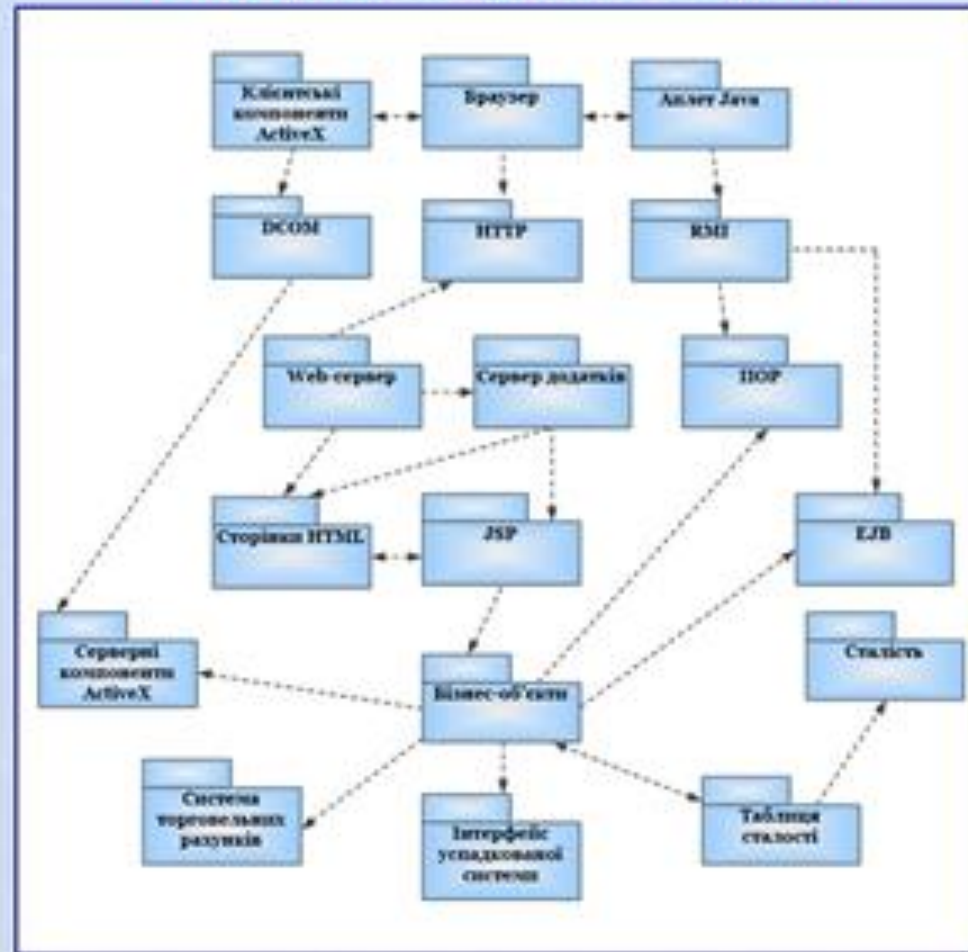 Клієнтські
компоненти
ActiveX
Браузер
Аплет Java
DCOM
HTTP
RMI
Web-сервер
Сервер додатків
IIOP
Сторінки HTML
JSP
EJB
Серверні
компоненти
ActiveX
Бізнес-об'єкти
Сталість
Система
торговельних
рахунків
Інтерфейс
успадкованої
системи
Таблиця
сталості